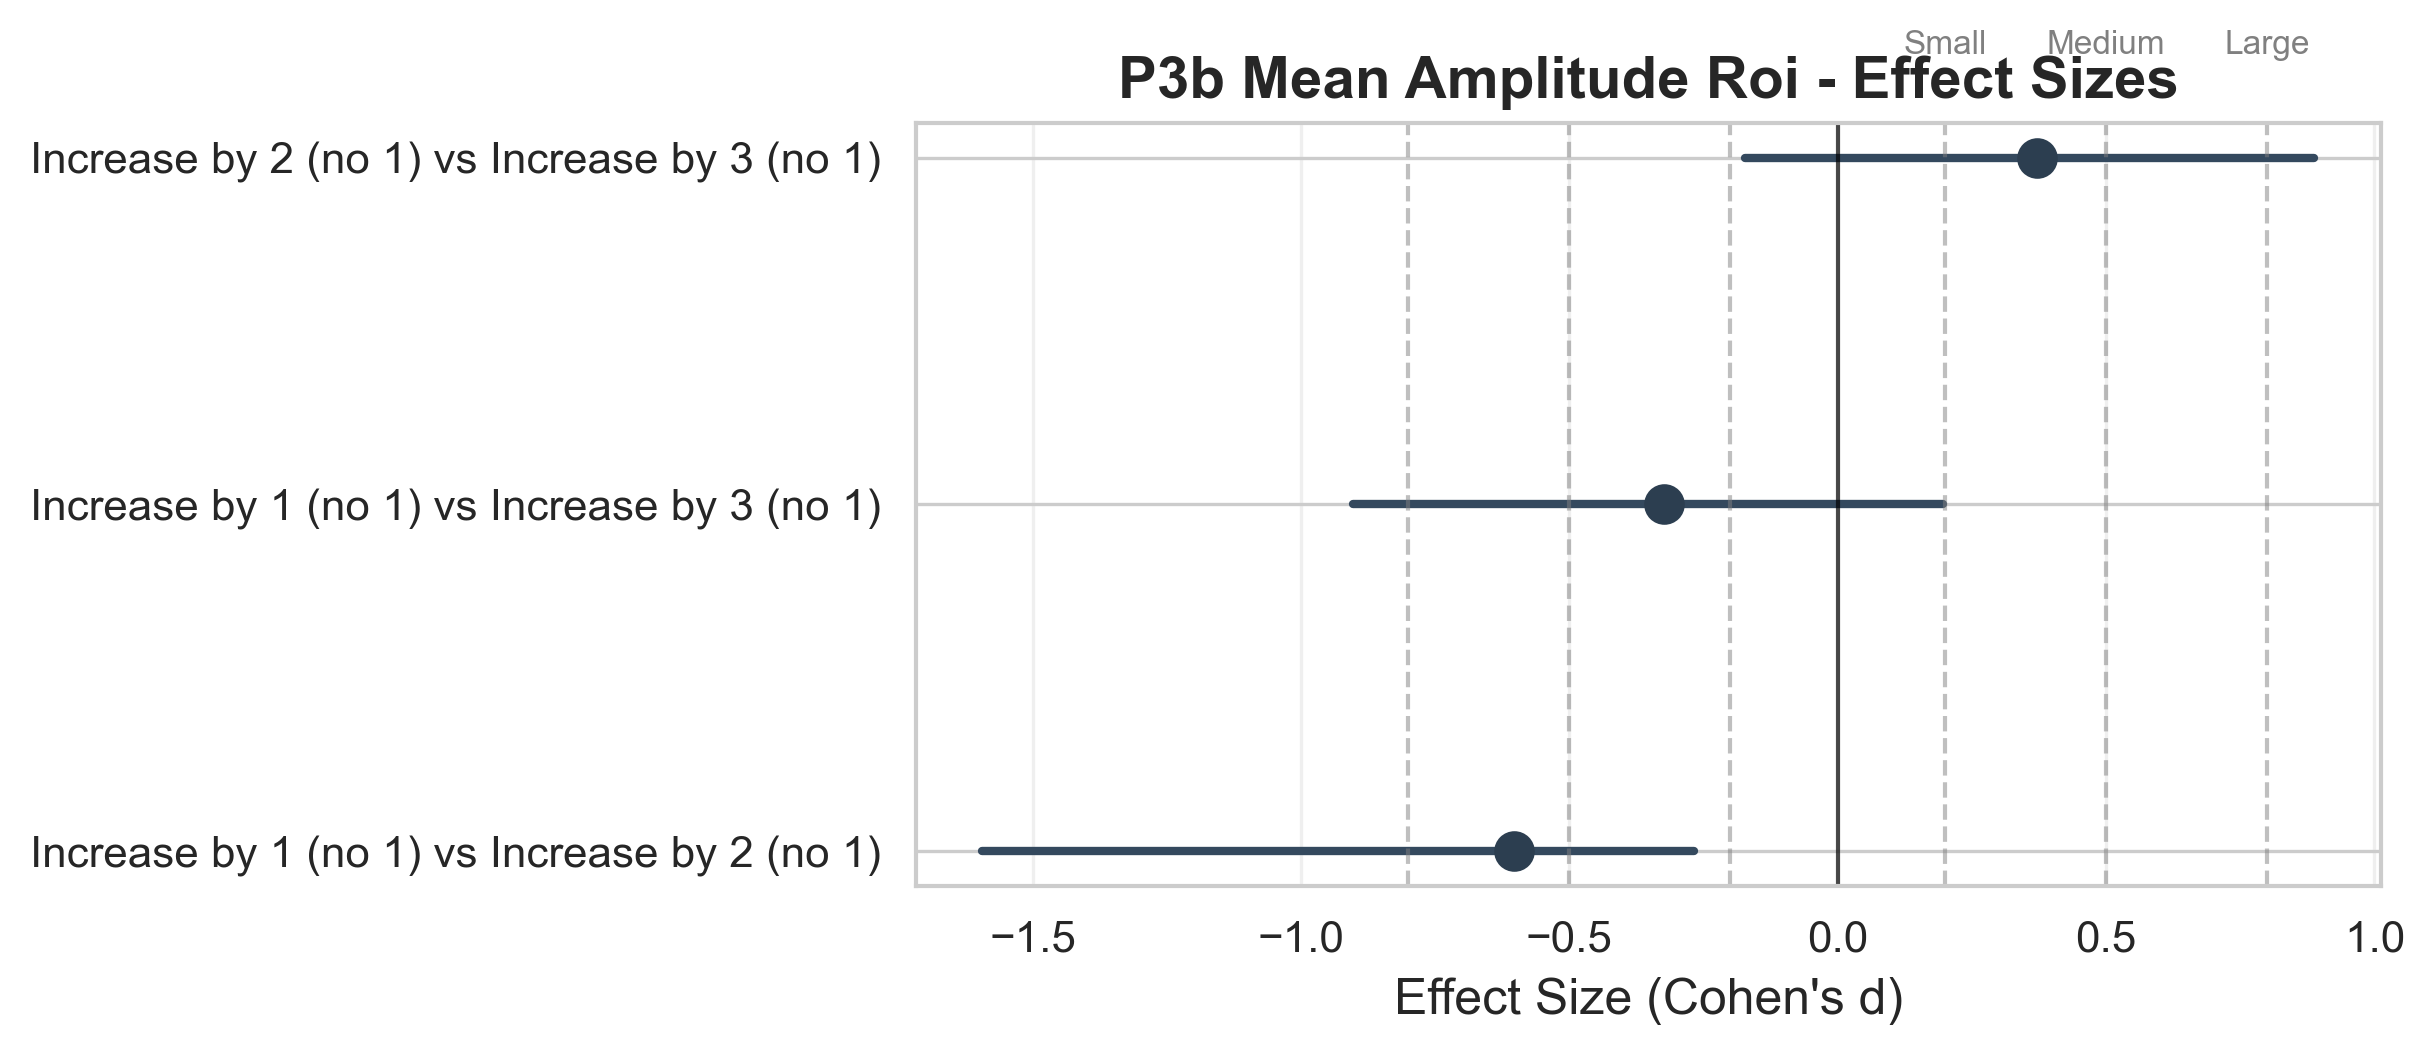 Small Medium Large
P3b Mean Amplitude Roi - Effect Sizes
Increase by 2 (no 1) vs Increase by 3 (no 1)
Increase by 1 (no 1) vs Increase by 3 (no 1)
Increase by 1 (no 1) vs Increase by 2 (no 1)
−1.5 −1.0 −0.5 0.0 0.5 1.0
Effect Size (Cohen's d)